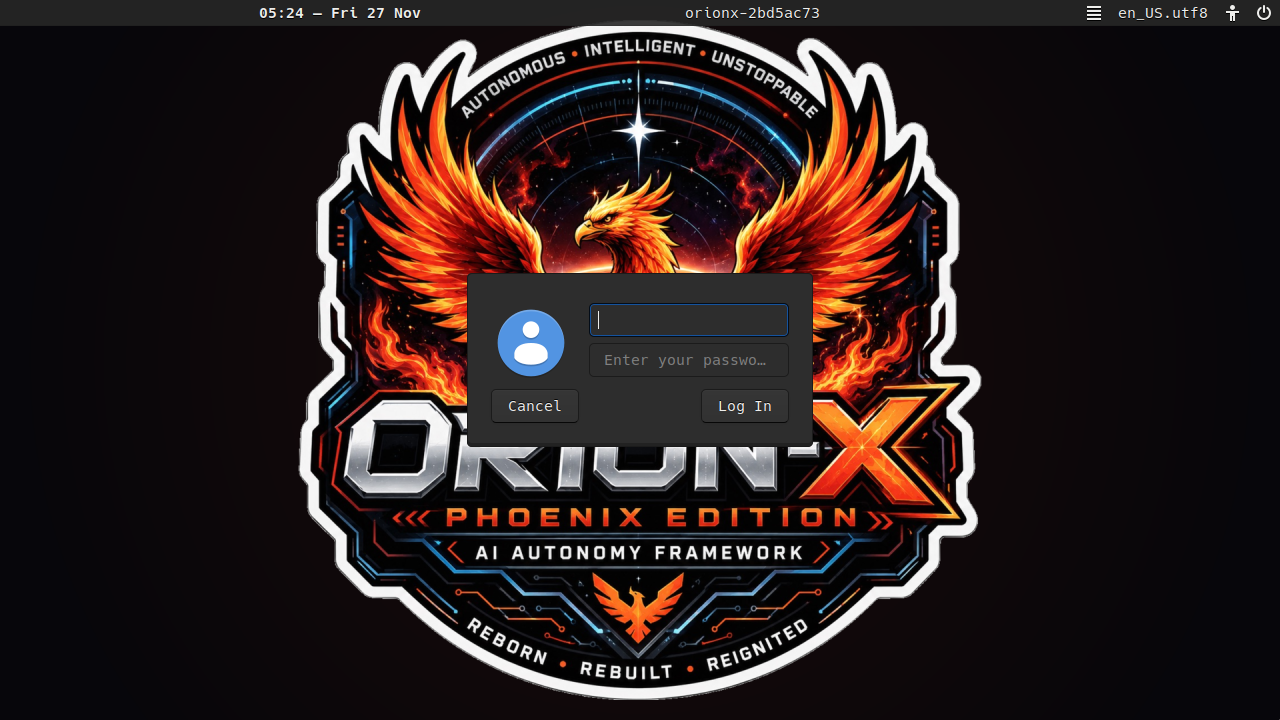 05:24 — Fri 27 Nov
orionx-2bd5ac73
en_US.utf8
AUTONOMOUS • INTELLIGENT • UNSTOPPABLE
Enter your passwo…
Cancel
Log In
ORION-X
PHOENIX EDITION
AI AUTONOMY FRAMEWORK
REBORN • REBUILT • REIGNITED